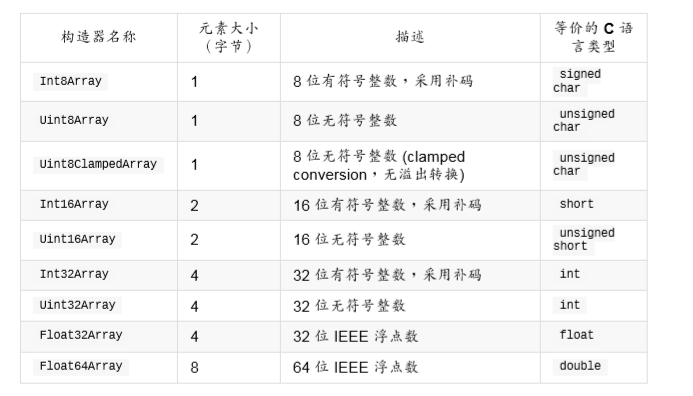 构造器名称
元素大小
（字节）
描述
等价的 C 语
言类型
Int8Array
1
8 位有符号整数，采用补码
signed
char
Uint8Array
1
8 位无符号整数
unsigned
char
Uint8ClampedArray
1
8 位无符号整数 (clamped
conversion，无溢出转换)
unsigned
char
Int16Array
2
16 位有符号整数，采用补码
short
Uint16Array
2
16 位无符号整数
unsigned
short
Int32Array
4
32 位有符号整数，采用补码
int
Uint32Array
4
32 位无符号整数
int
Float32Array
4
32 位 IEEE 浮点数
float
Float64Array
8
64 位 IEEE 浮点数
double